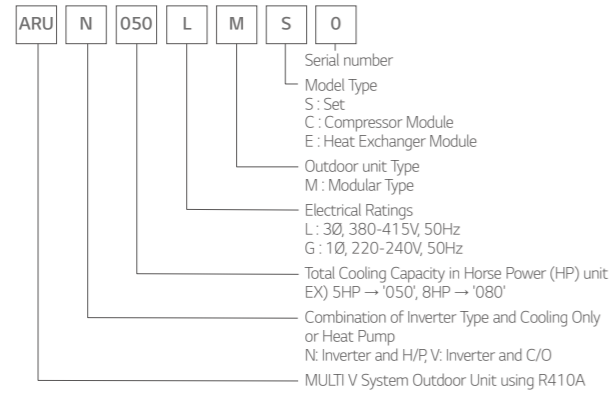 ARU N 050 L M S 0
Serial number
Model Type
S : Set
C : Compressor Module
E : Heat Exchanger Module
Outdoor unit Type
M : Modular Type
Electrical Ratings
L : 3Ø, 380-415V, 50Hz
G : 1Ø, 220-240V, 50Hz
Total Cooling Capacity in Horse Power (HP) unit
EX) 5HP → '050', 8HP → '080'
Combination of Inverter Type and Cooling Only
or Heat Pump
N: Inverter and H/P, V: Inverter and C/O
MULTI V System Outdoor Unit using R410A